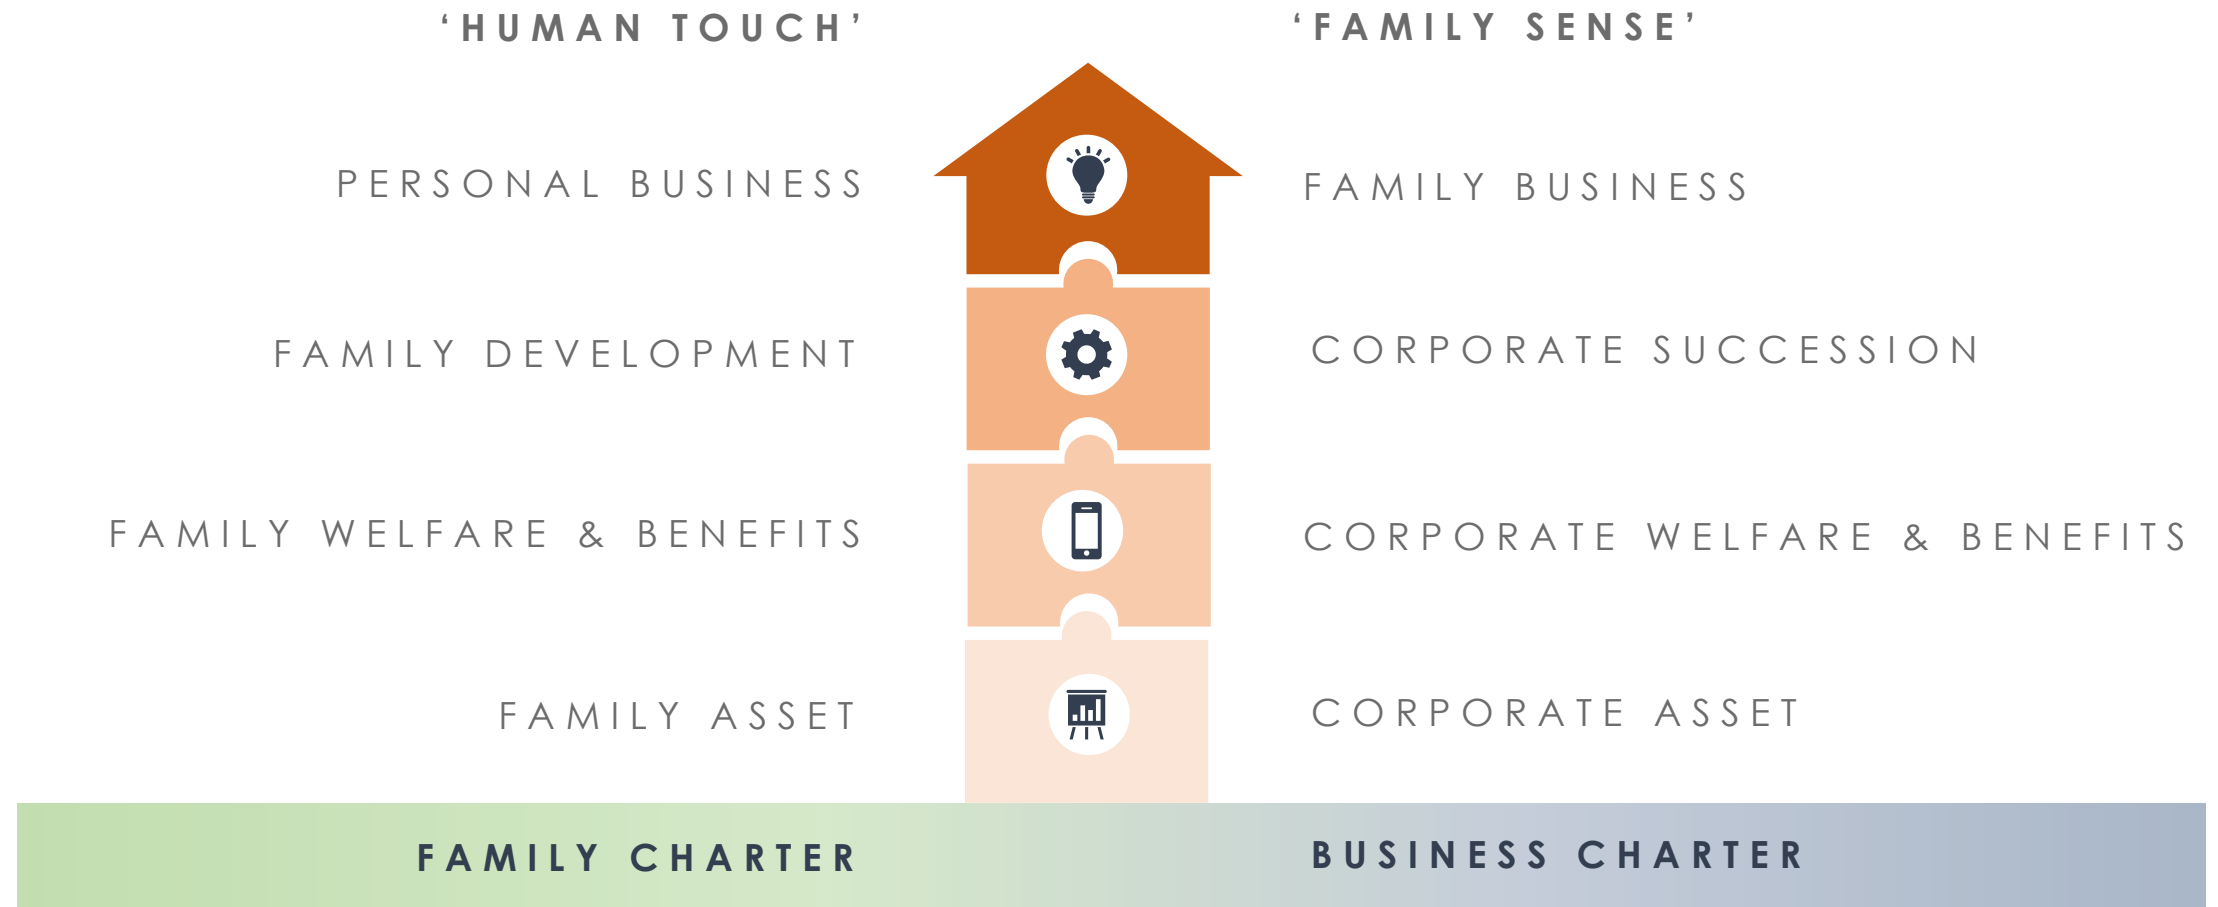 ‘HUMAN TOUCH’
‘FAMILY SENSE’
PERSONAL BUSINESS
FAMILY BUSINESS
FAMILY DEVELOPMENT
CORPORATE SUCCESSION
FAMILY WELFARE & BENEFITS
CORPORATE WELFARE & BENEFITS
FAMILY ASSET
CORPORATE ASSET
FAMILY CHARTER
BUSINESS CHARTER